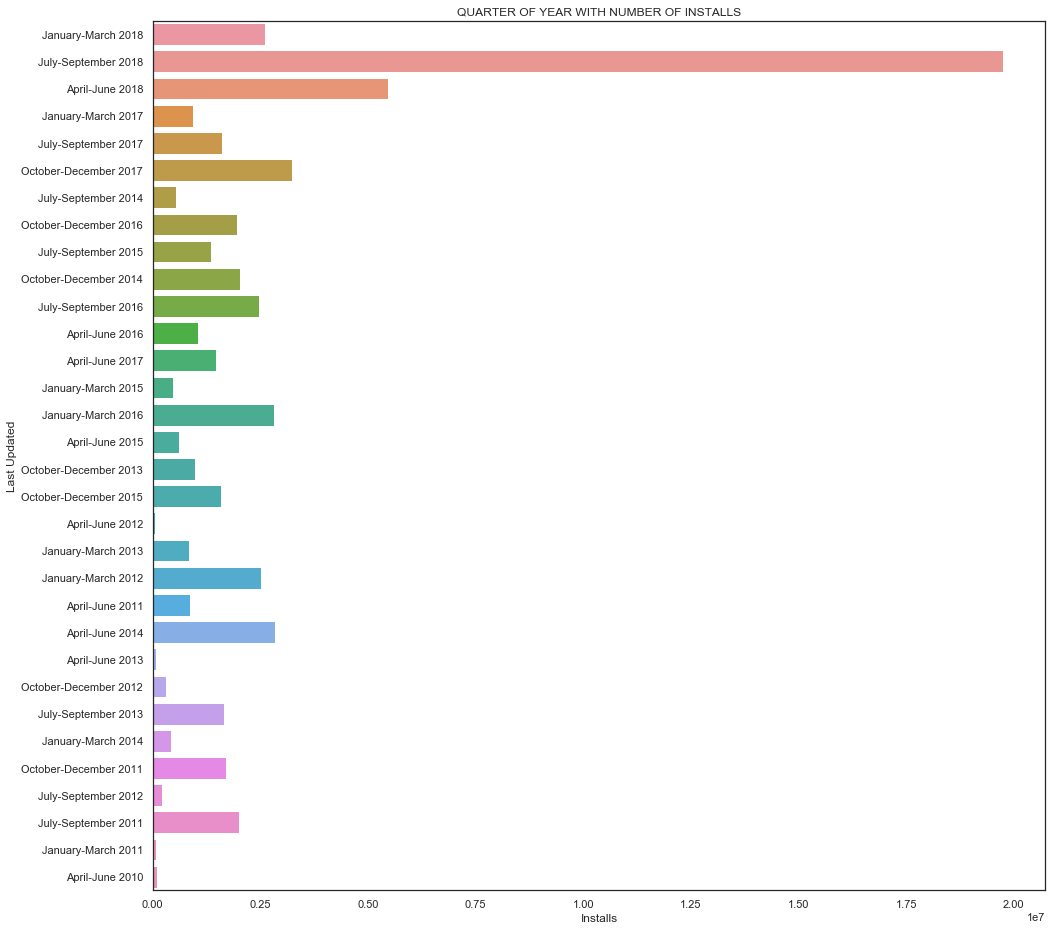 QUARTER OF YEAR WITH NUMBER OF INSTALLS
January-March 2018
July-September 2018
April-June 2018
January-March 2017
July-September 2017
October-December 2017
July-September 2014
October-December 2016
July-September 2015
October-December 2014
July-September 2016
April-June 2016
April-June 2017
January-March 2015
January-March 2016
April-June 2015
October-December 2013
October-December 2015
April-June 2012
January-March 2013
January-March 2012
April-June 2011
April-June 2014
April-June 2013
October-December 2012
July-September 2013
January-March 2014
October-December 2011
July-September 2012
July-September 2011
January-March 2011
April-June 2010
Last Updated
0.00 0.25 0.50 0.75 1.00 1.25 1.50 1.75 2.00
1e7
Installs